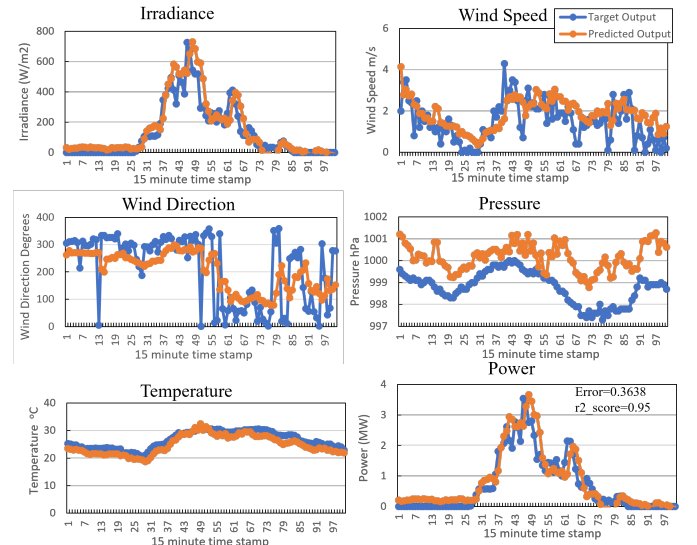 Irradiance
Irradiance (W/m2)
800
600
400
200
0
1 7 13 19 25 31 37 43 49 55 61 67 73 79 85 91 97
15 minute time stamp
Wind Speed
Target Output
Predicted Output
Wind Speed m/s
6
4
2
0
1 7 13 19 25 31 37 43 49 55 61 67 73 79 85 91 97
15 minute time stamp
Wind Direction
Wind Direction Degrees
400
300
200
100
0
1 7 13 19 25 31 37 43 49 55 61 67 73 79 85 91 97
15 minute time stamp
Pressure
Pressure hPa
1002
1001
1000
999
998
997
1 7 13 19 25 31 37 43 49 55 61 67 73 79 85 91 97
15 minute time stamp
Temperature
Temperature °C
40
30
20
10
0
1 7 13 19 25 31 37 43 49 55 61 67 73 79 85 91 97
15 minute time stamp
Power
Error=0.3638
r2_score=0.95
Power (MW)
4
3
2
1
0
1 7 13 19 25 31 37 43 49 55 61 67 73 79 85 91 97
15 minute time stamp